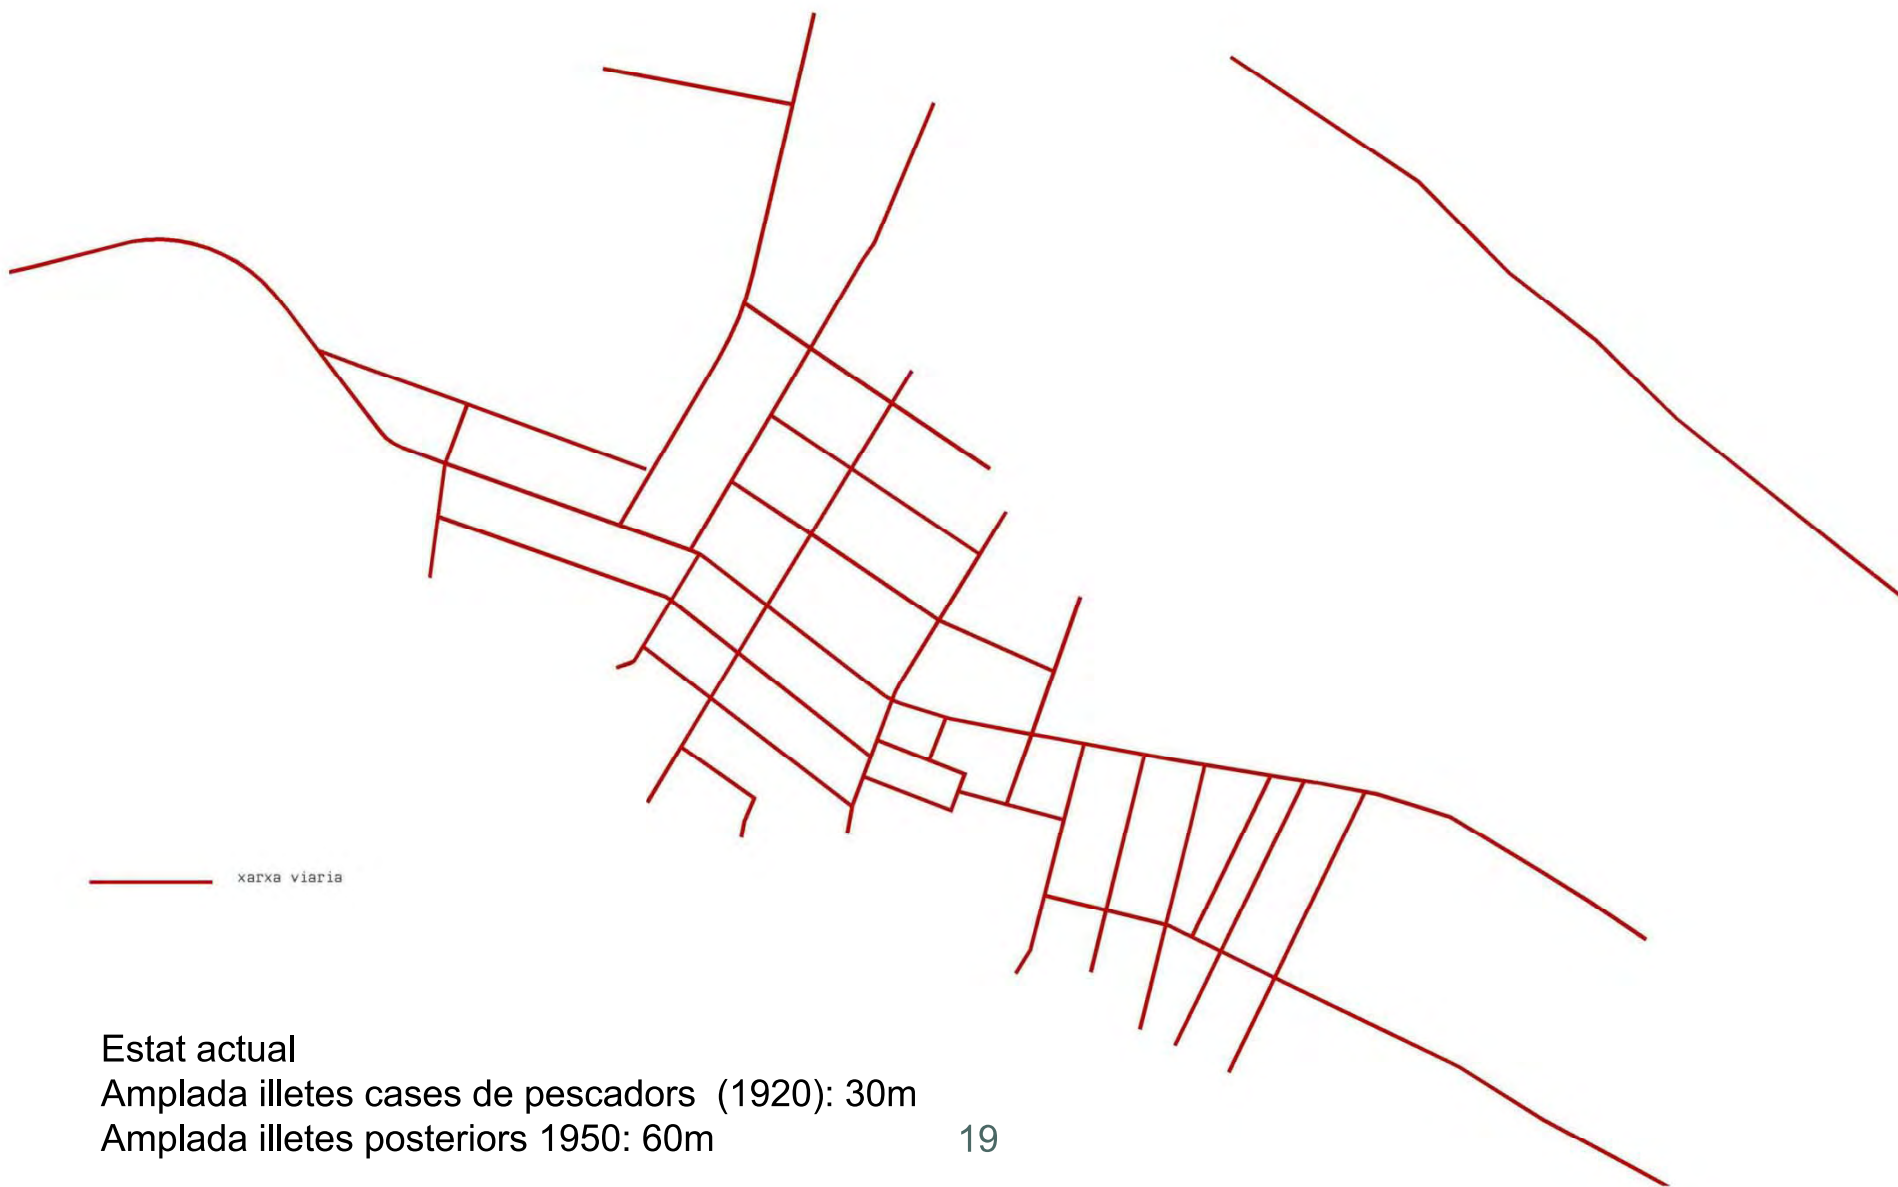 xarxa viaria
Estat actual
Amplada illetes cases de pescadors (1920): 30m
Amplada illetes posteriors 1950: 60m
19